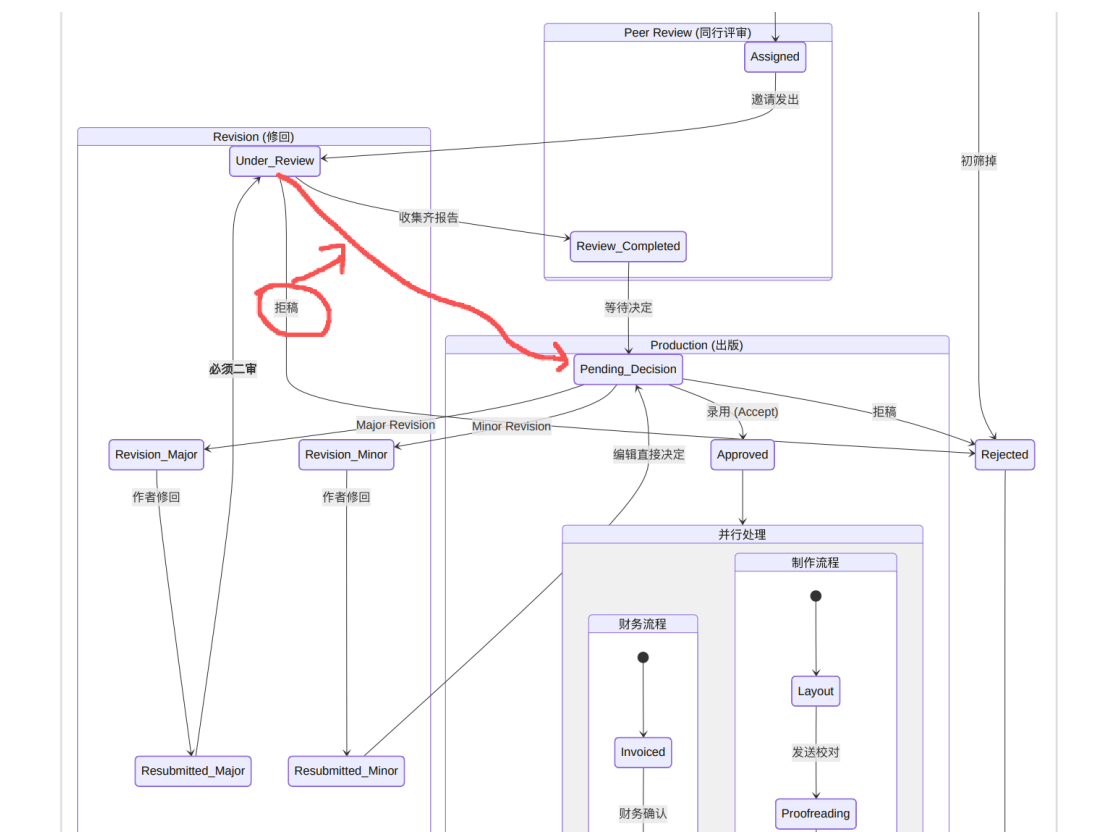 Peer Review (同行评审)
Assigned
邀请发出
Revision (修回)
Under_Review
初筛掉
收集齐报告
Review_Completed
拒稿
等待决定
Production (出版)
必须二审
Pending_Decision
录用 (Accept)
拒稿
Major Revision
Minor Revision
Revision_Major
Revision_Minor
编辑直接决定
Approved
Rejected
作者修回
作者修回
并行处理
制作流程
财务流程
Layout
Invoiced
发送校对
Resubmitted_Major
Resubmitted_Minor
财务确认
Proofreading